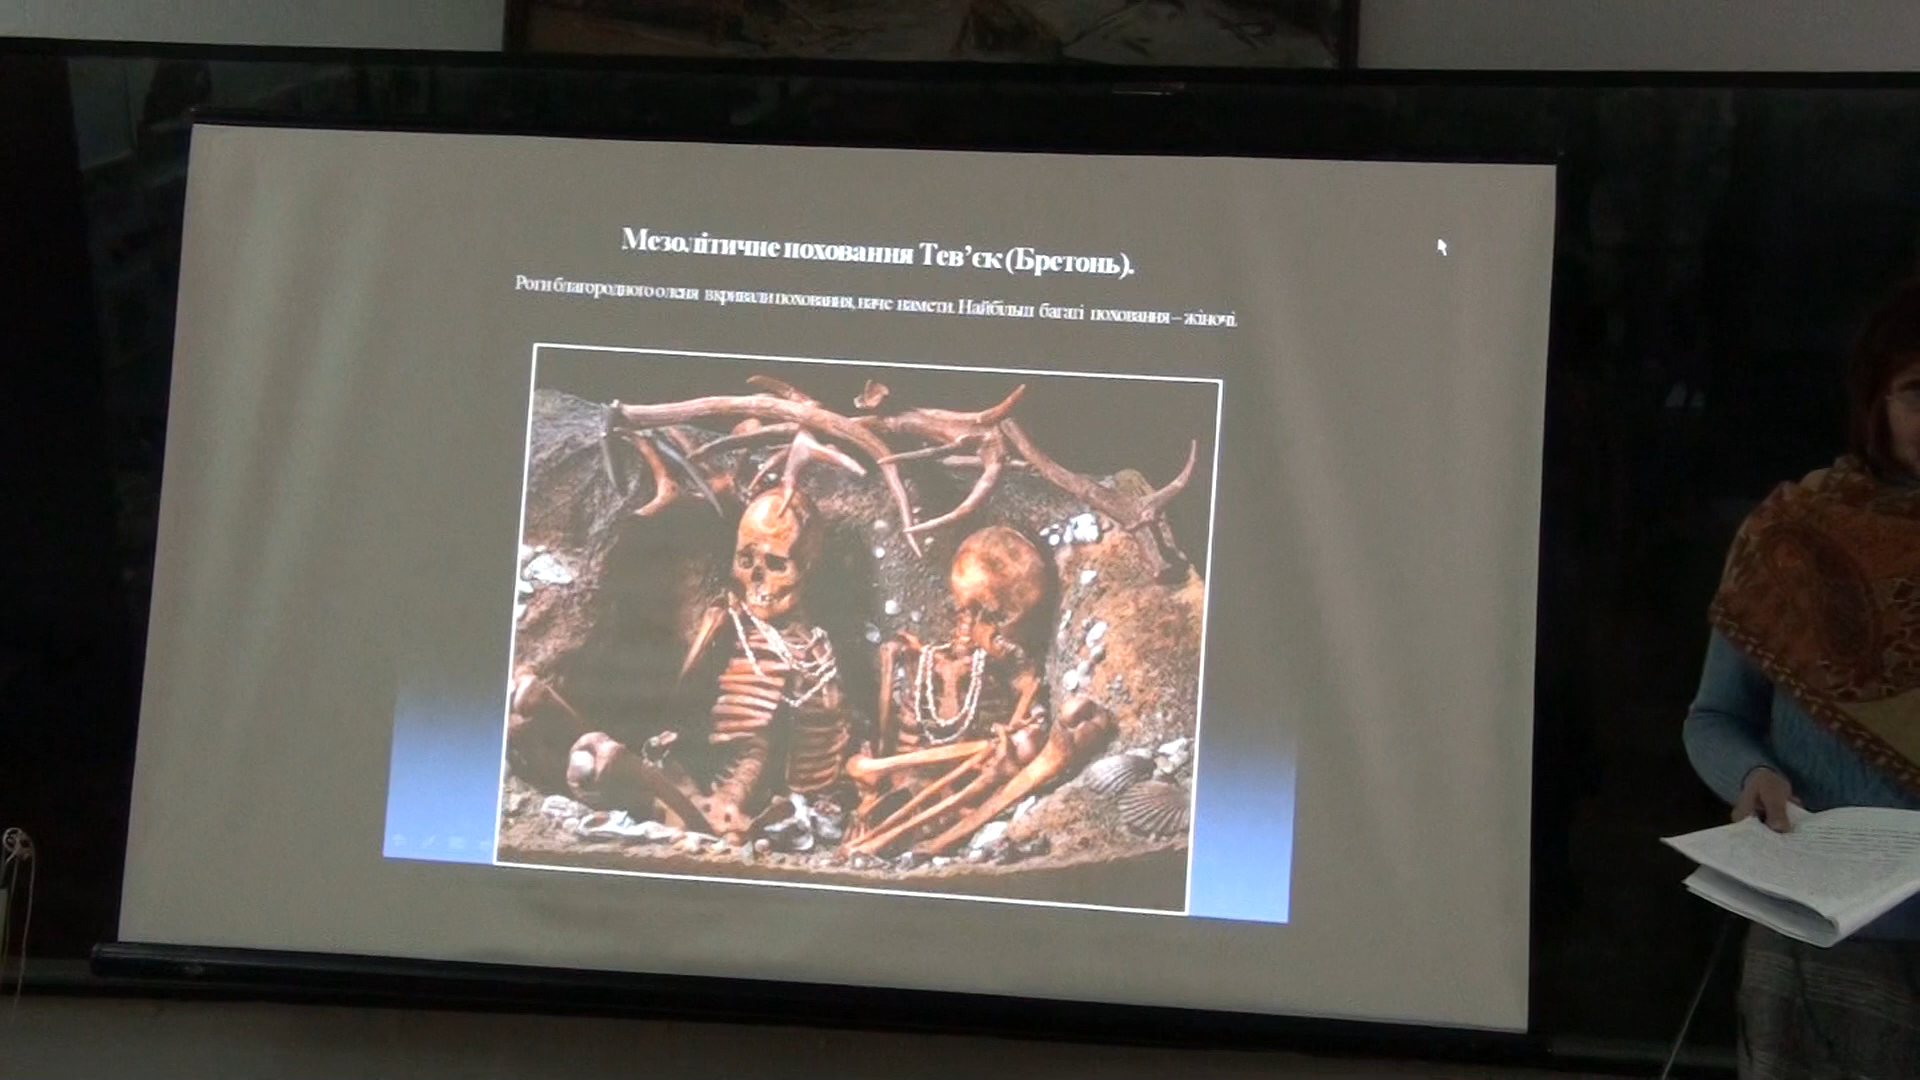 Мезолітичне поховання Тев’єк (Бретонь).
Роги благородного оленя вкривали поховання, наче намети. Найбільш багаті поховання – жіночі.